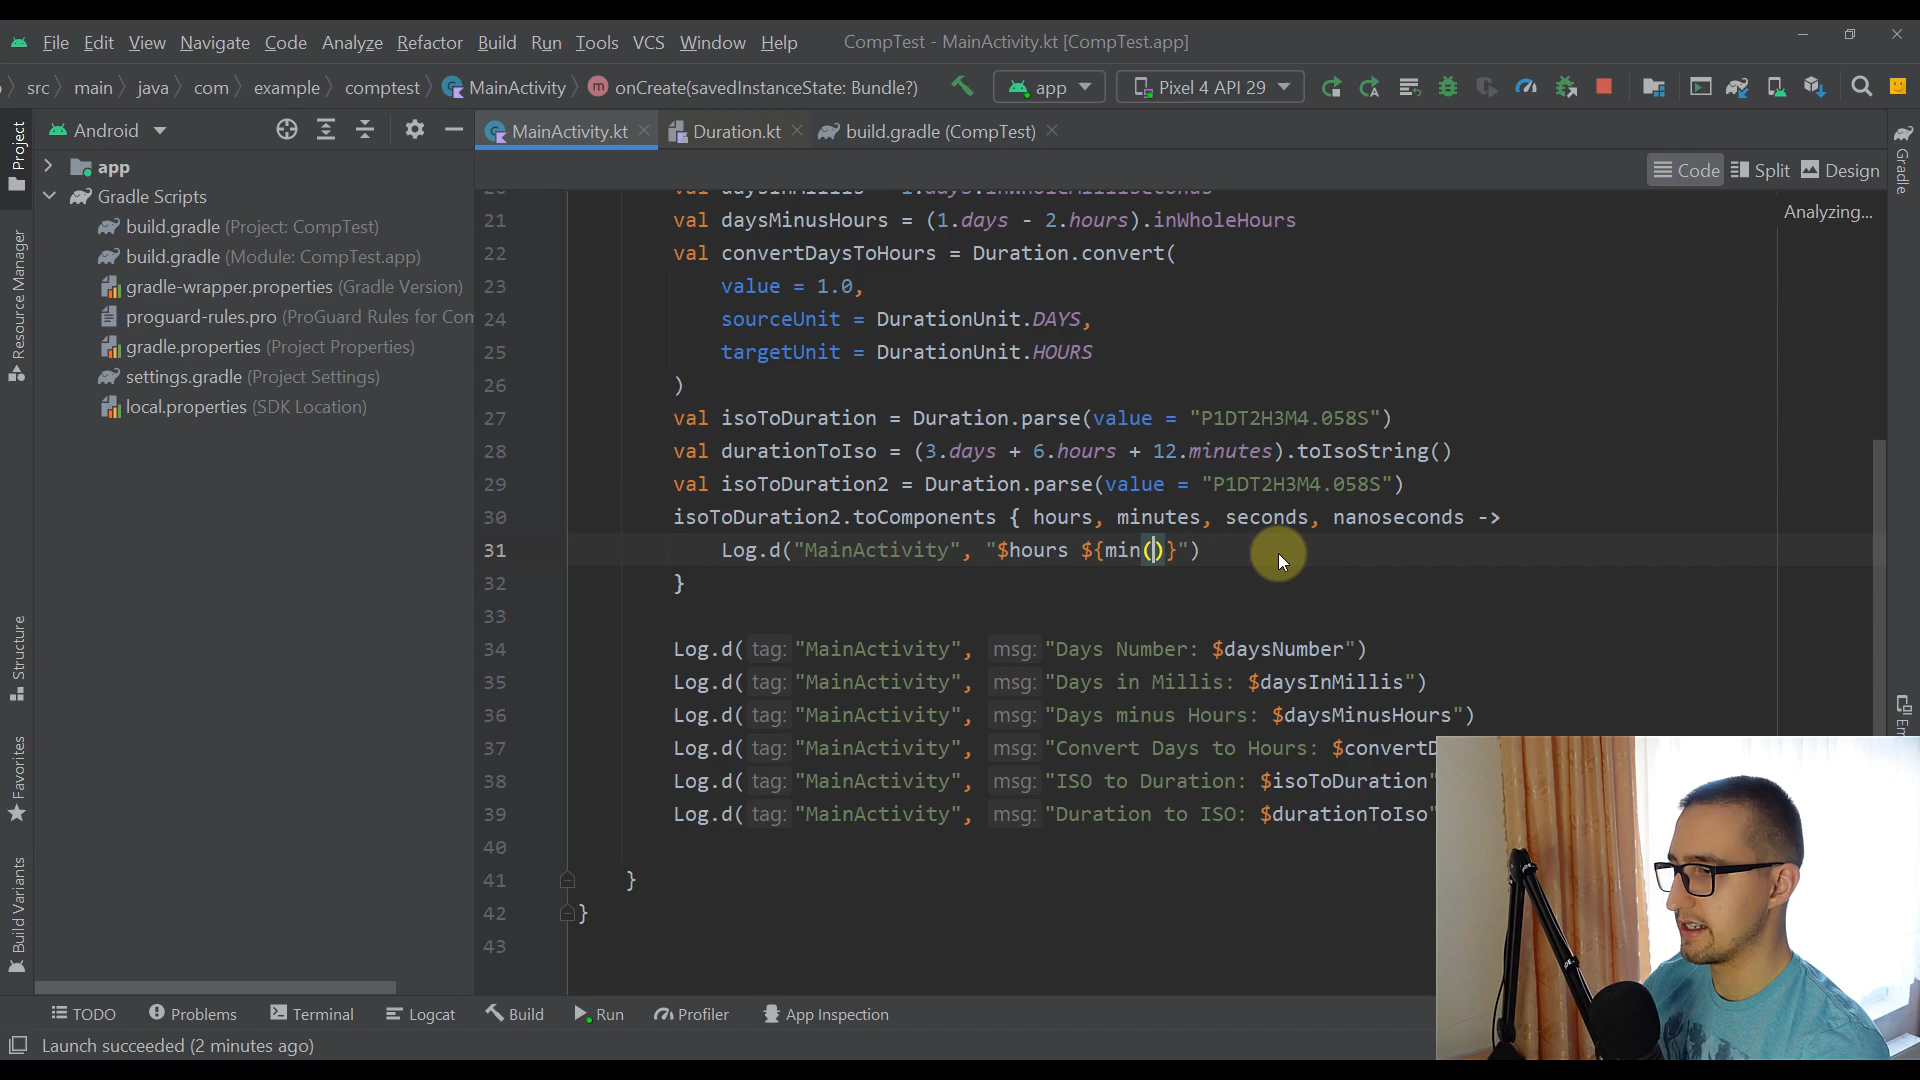 File Edit View Navigate Code Analyze Refactor Build Run Tools VCS Window Help CompTest - MainActivity.kt [CompTest.app]
src main java com example comptest MainActivity onCreate(savedInstanceState: Bundle?) app Pixel 4 API 29
Android MainActivity.kt Duration.kt build.gradle (CompTest)
Code Split Design
Analyzing...
Project
Resource Manager
Structure
Favorites
Build Variants
Gradle
app
Gradle Scripts
build.gradle (Project: CompTest)
build.gradle (Module: CompTest.app)
gradle-wrapper.properties (Gradle Version)
proguard-rules.pro (ProGuard Rules for Com
gradle.properties (Project Properties)
settings.gradle (Project Settings)
local.properties (SDK Location)
21 val daysMinusHours = (1.days - 2.hours).inWholeHours
22 val convertDaysToHours = Duration.convert(
23 value = 1.0,
24 sourceUnit = DurationUnit.DAYS,
25 targetUnit = DurationUnit.HOURS
26 )
27 val isoToDuration = Duration.parse(value = "P1DT2H3M4.058S")
28 val durationToIso = (3.days + 6.hours + 12.minutes).toIsoString()
29 val isoToDuration2 = Duration.parse(value = "P1DT2H3M4.058S")
30 isoToDuration2.toComponents { hours, minutes, seconds, nanoseconds ->
31 Log.d("MainActivity", "$hours ${min()}")
32 }
33
34 Log.d( tag: "MainActivity", msg: "Days Number: $daysNumber")
35 Log.d( tag: "MainActivity", msg: "Days in Millis: $daysInMillis")
36 Log.d( tag: "MainActivity", msg: "Days minus Hours: $daysMinusHours")
37 Log.d( tag: "MainActivity", msg: "Convert Days to Hours: $convertD
38 Log.d( tag: "MainActivity", msg: "ISO to Duration: $isoToDuration"
39 Log.d( tag: "MainActivity", msg: "Duration to ISO: $durationToIso"
40
41 }
42 }
43
TODO Problems Terminal Logcat Build Run Profiler App Inspection
Launch succeeded (2 minutes ago)